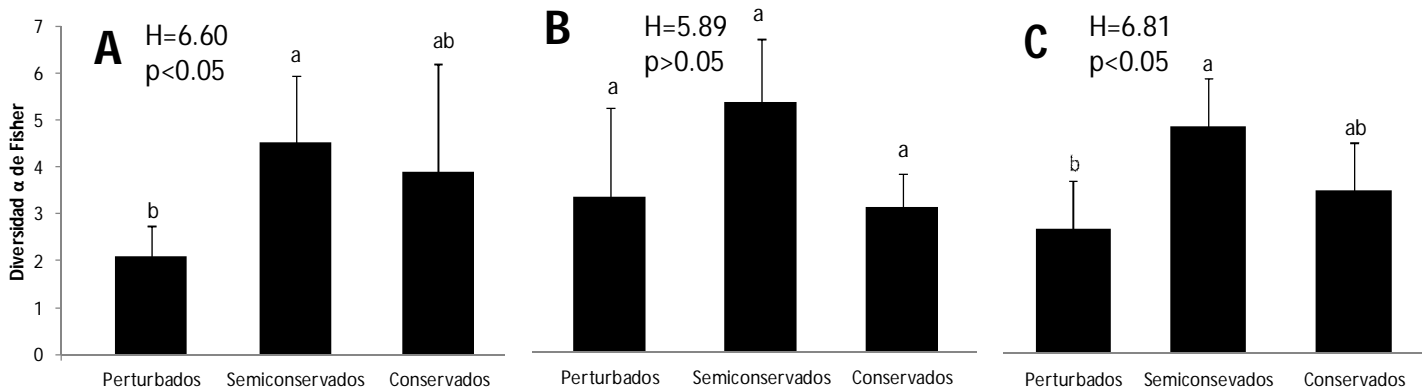 A
H=6.60
p<0.05
B
H=5.89
p>0.05
C
H=6.81
p<0.05
Diversidad α de Fisher
7
6
5
4
3
2
1
0
b
a
ab
a
a
a
b
a
ab
Perturbados Semiconservados Conservados
Perturbados Semiconservados Conservados
Perturbados Semiconsevados Conservados